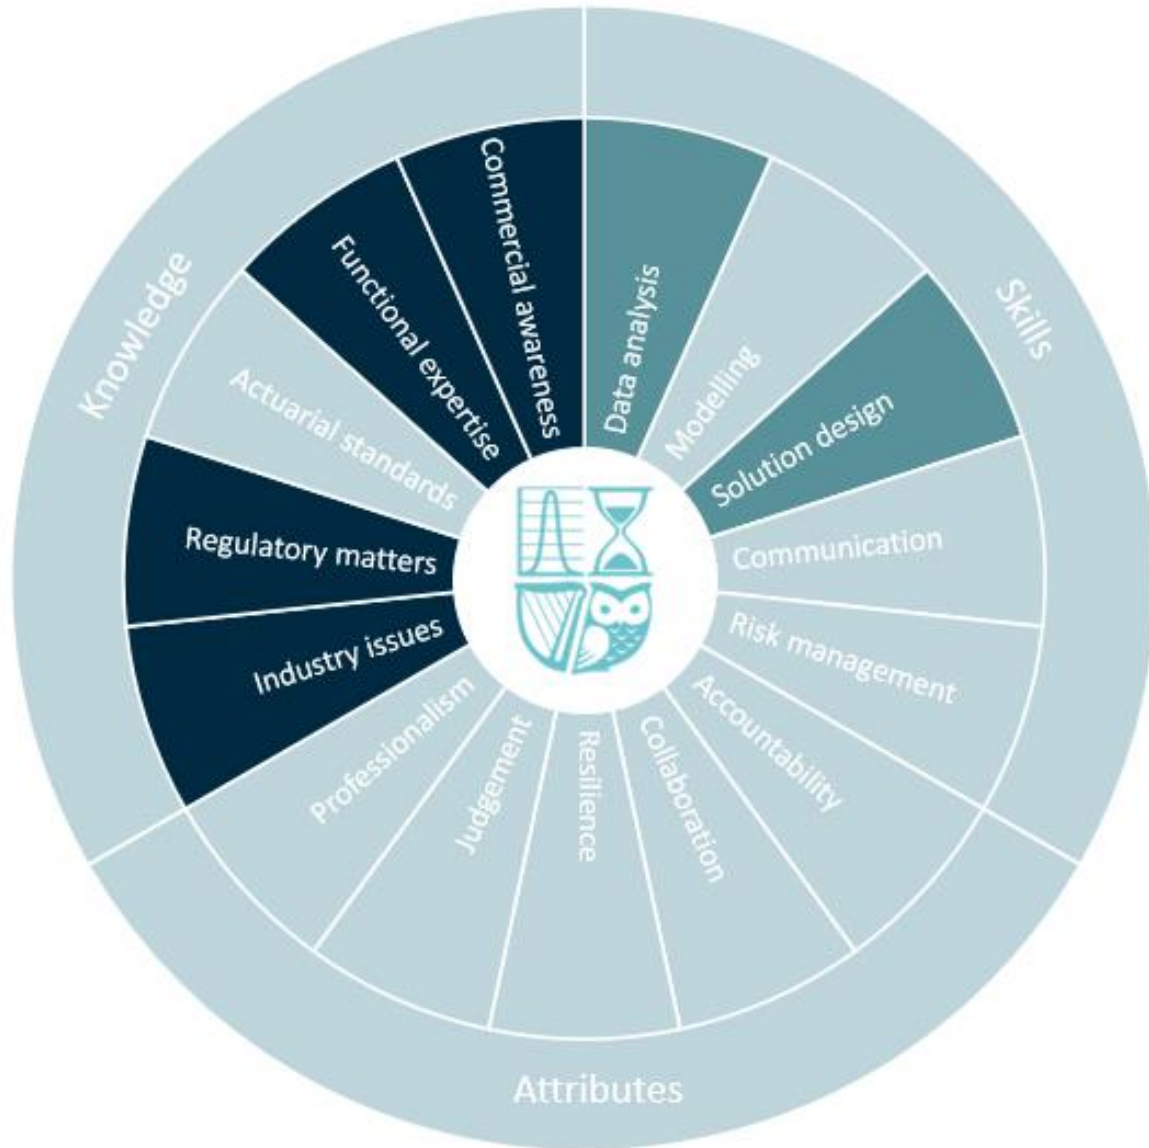 Knowledge
Commercial awareness
Functional expertise
Actuarial standards
Regulatory matters
Industry issues
Skills
Data analysis
Modelling
Solution design
Communication
Risk management
Attributes
Accountability
Collaboration
Resilience
Judgement
Professionalism